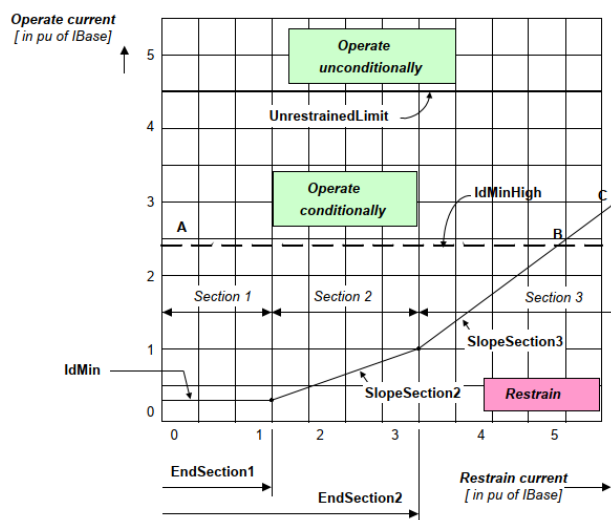 Operate current
[ in pu of IBase]
5
Operate
unconditionally
UnrestrainedLimit
4
Operate
conditionally
IdMinHigh
3
C
A
B
2
Section 1
Section 2
Section 3
SlopeSection3
1
IdMin
SlopeSection2
Restrain
0
0
1
2
3
4
5
EndSection1
Restrain current
[ in pu of IBase]
EndSection2